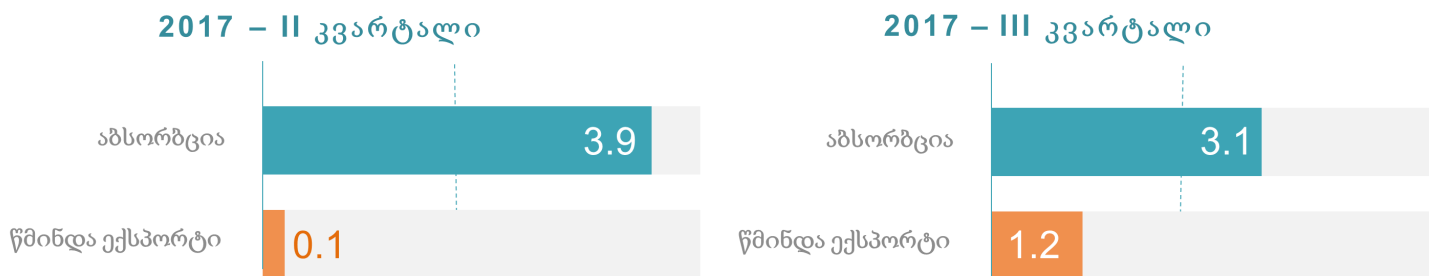 2017 – II კვარტალი
აბსორბცია
3.9
წმინდა ექსპორტი
0.1
2017 – III კვარტალი
აბსორბცია
3.1
წმინდა ექსპორტი
1.2